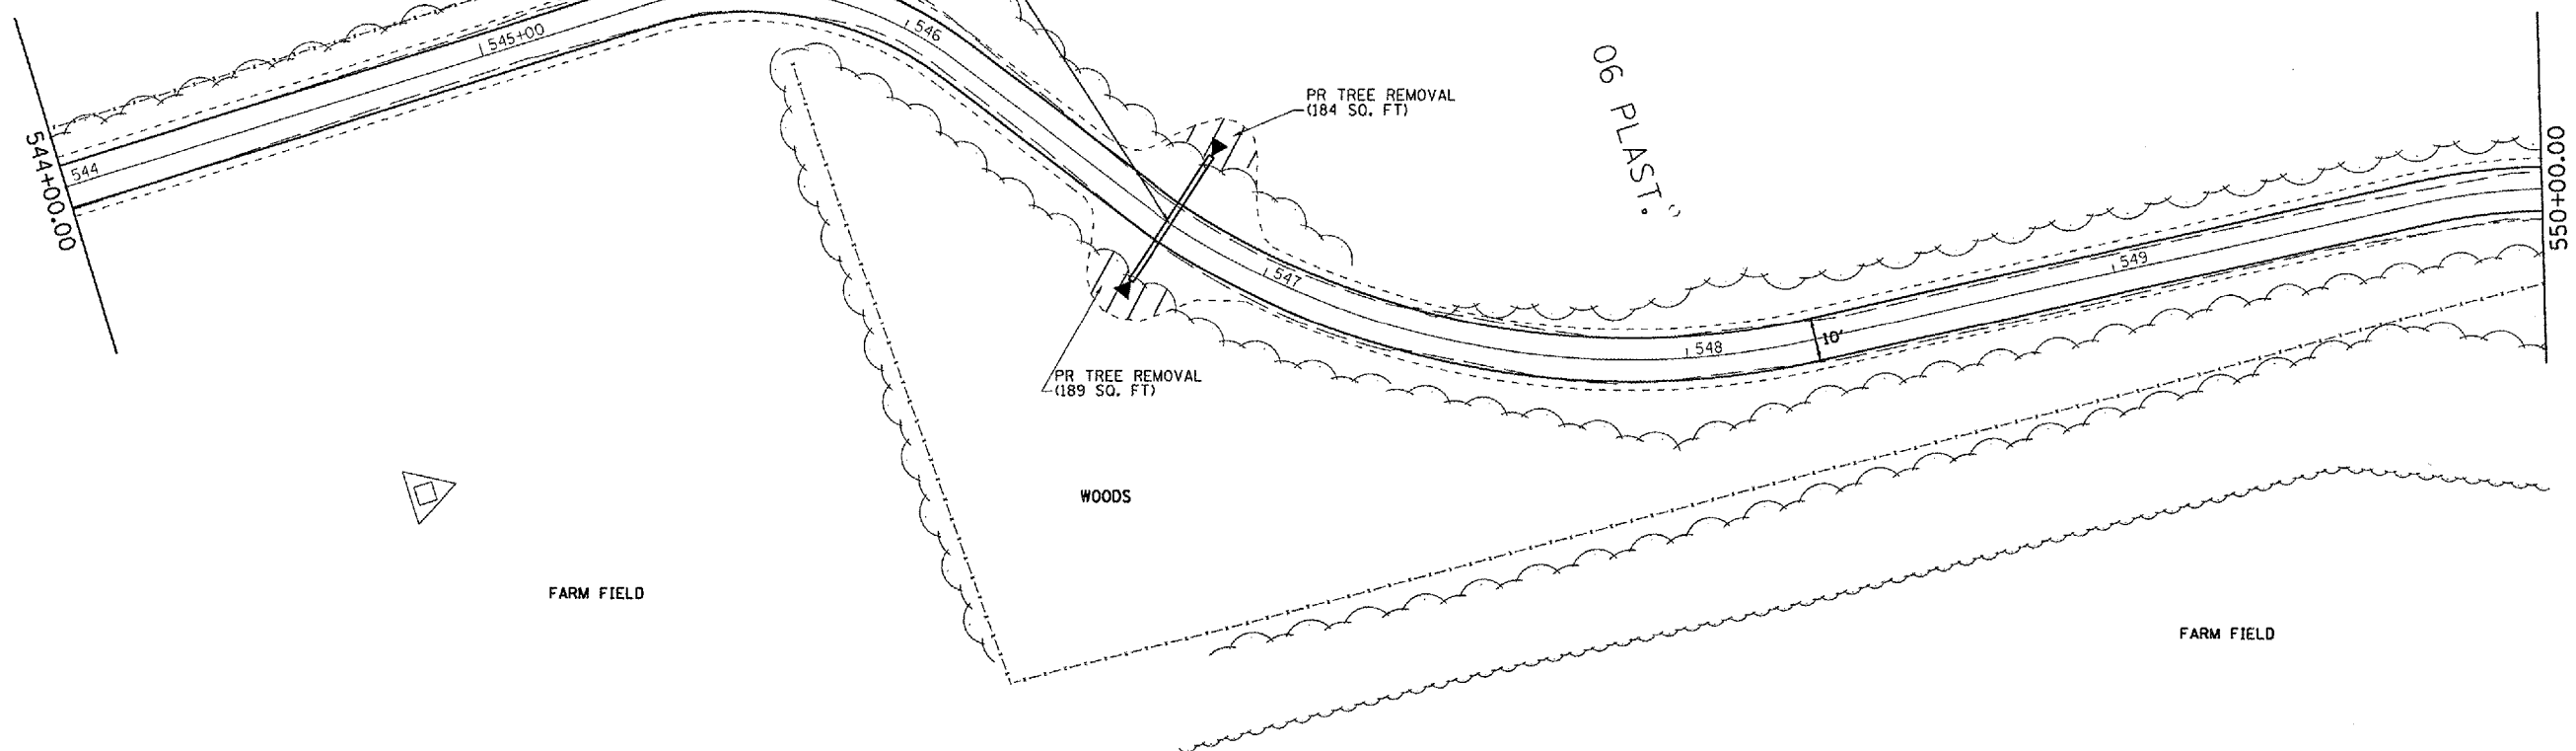 545+00
546
PR TREE REMOVAL
(184 SQ. FT)
06 PLAST.
544+00.00
544
550+00.00
547
549
548
10'
PR TREE REMOVAL
(189 SQ. FT)
WOODS
FARM FIELD
FARM FIELD